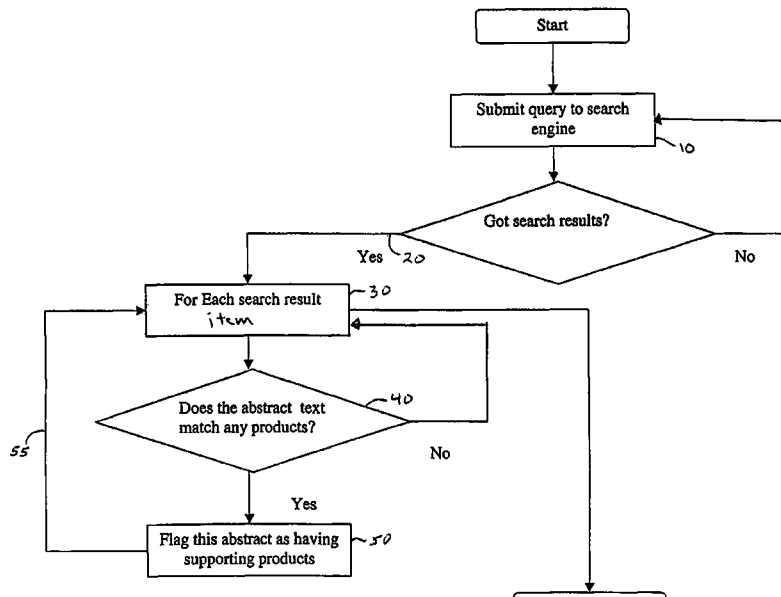 Start
Submit query to search
engine
10
Got search results?
Yes
20
No
For Each search result
item
30
Does the abstract text
match any products?
40
No
55
Yes
Flag this abstract as having
supporting products
50